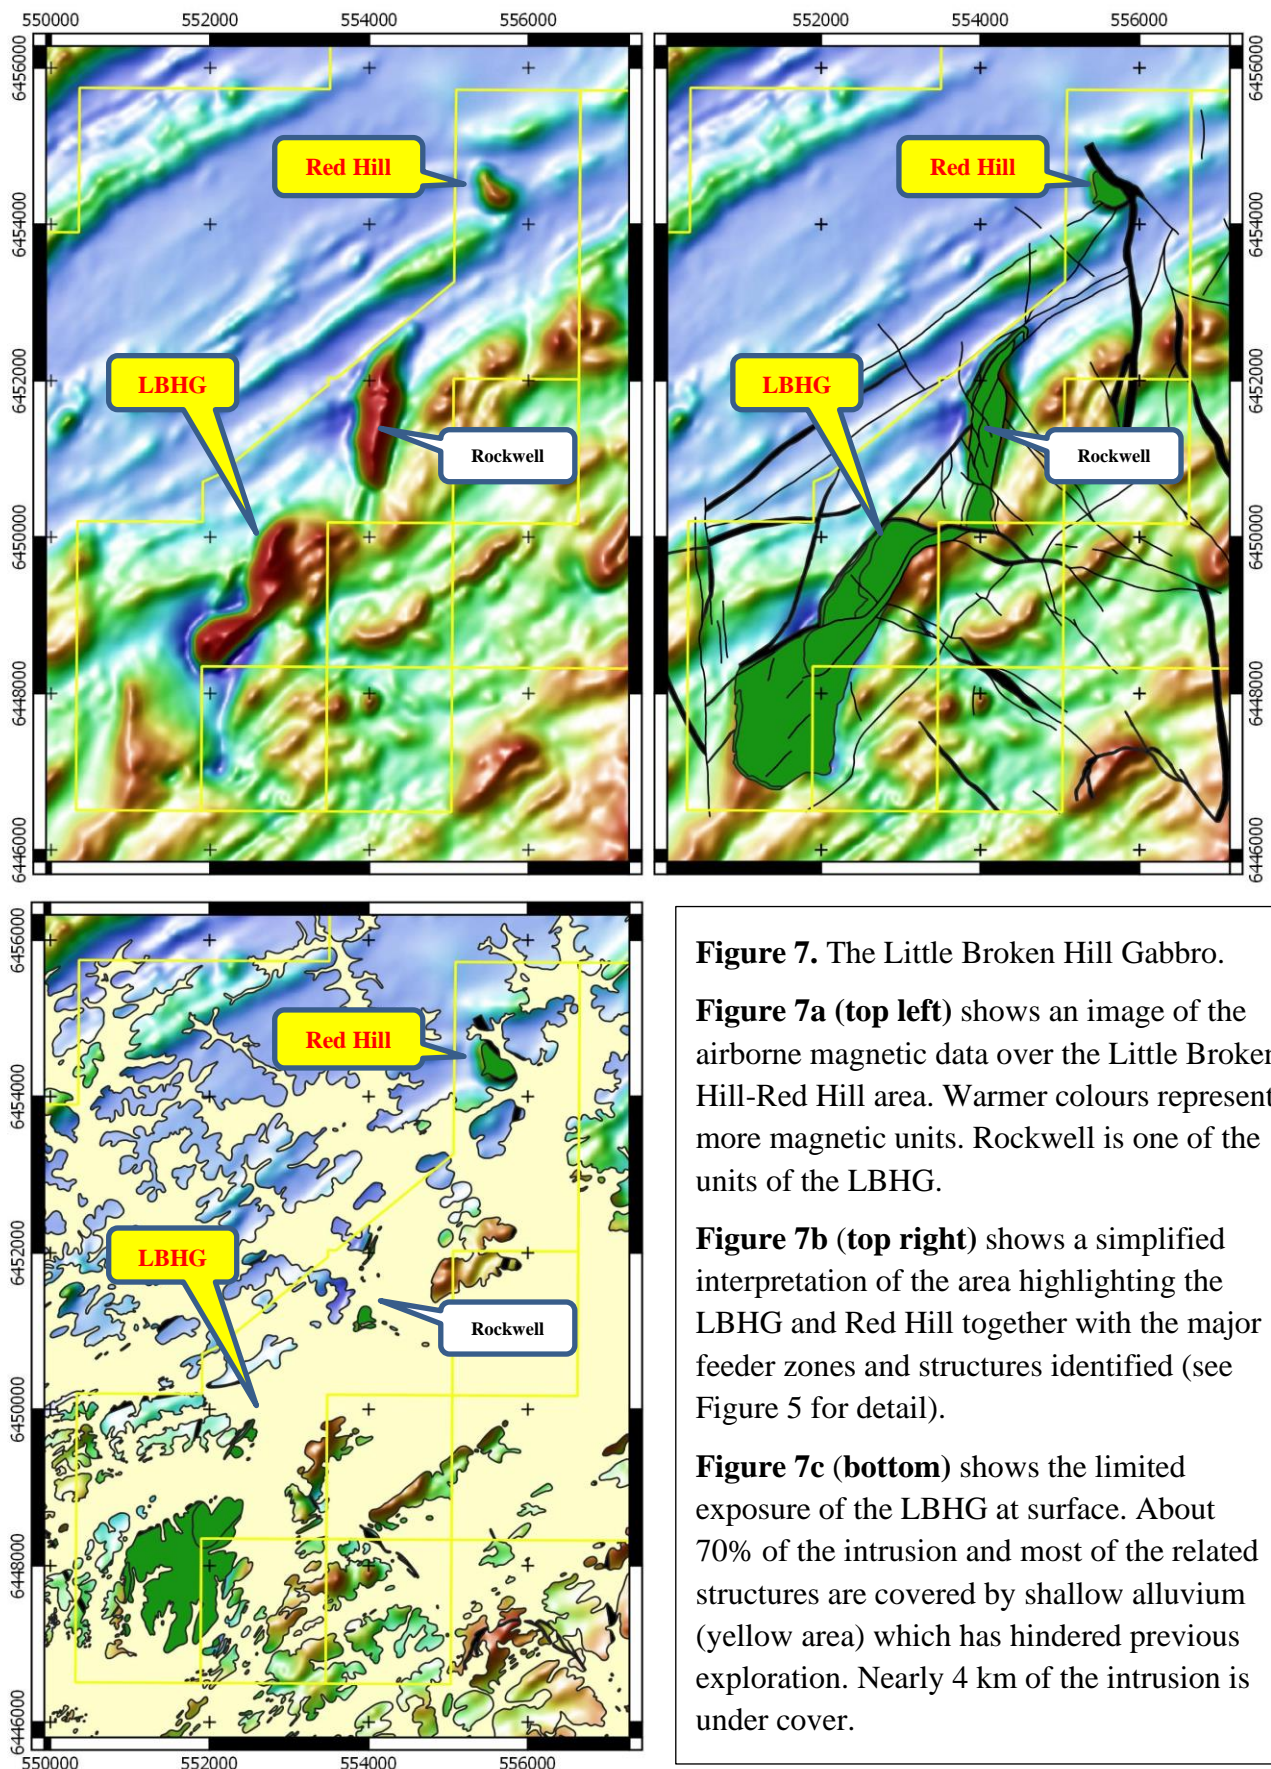 550000 552000 554000 556000
552000 554000 556000
6456000
6454000
6452000
6450000
6448000
6446000
Red Hill
LBHG
Rockwell
Red Hill
LBHG
Rockwell
6456000
6454000
6452000
6450000
6448000
6446000
6456000
6454000
6452000
6450000
6448000
6446000
Red Hill
LBHG
Rockwell
550000 552000 554000 556000
Figure 7. The Little Broken Hill Gabbro.
Figure 7a (top left) shows an image of the
airborne magnetic data over the Little Broken
Hill-Red Hill area. Warmer colours represent
more magnetic units. Rockwell is one of the
units of the LBHG.
Figure 7b (top right) shows a simplified
interpretation of the area highlighting the
LBHG and Red Hill together with the major
feeder zones and structures identified (see
Figure 5 for detail).
Figure 7c (bottom) shows the limited
exposure of the LBHG at surface. About
70% of the intrusion and most of the related
structures are covered by shallow alluvium
(yellow area) which has hindered previous
exploration. Nearly 4 km of the intrusion is
under cover.